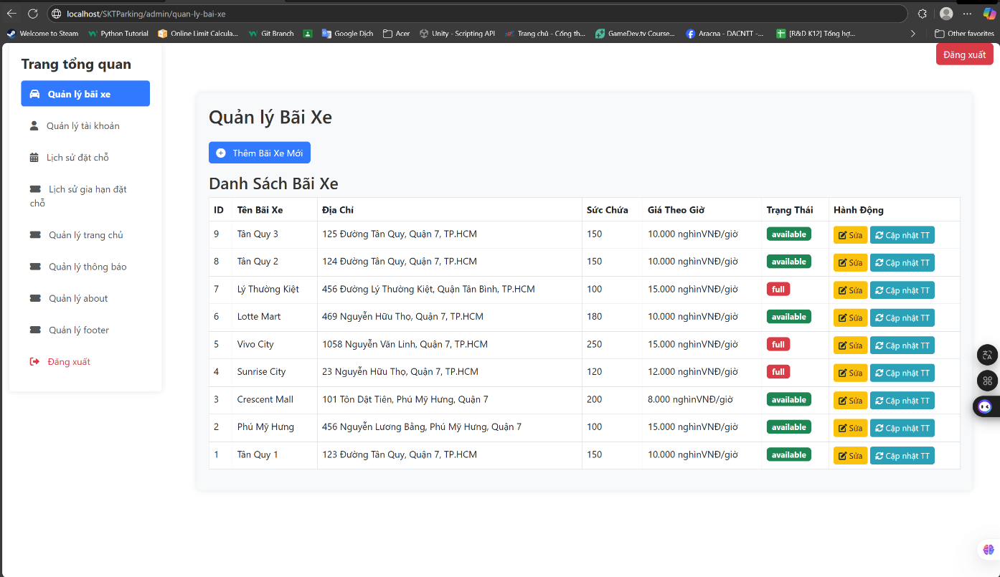 localhost/SKTParking/admin/quan-ly-bai-xe
Welcome to Steam Python Tutorial Online Limit Calcula... Git Branch Google Dịch Acer Unity - Scripting API Trang chủ - Cổng th... GameDev.tv Course... Aracna - DACNTT -... [R&D K12] Tổng hợ... Other favorites
Trang tổng quan
Quản lý bãi xe
Quản lý tài khoản
Lịch sử đặt chỗ
Lịch sử gia hạn đặt
chỗ
Quản lý trang chủ
Quản lý thông báo
Quản lý about
Quản lý footer
Đăng xuất
Đăng xuất
Quản lý Bãi Xe
Thêm Bãi Xe Mới
Danh Sách Bãi Xe
ID Tên Bãi Xe Địa Chỉ Sức Chứa Giá Theo Giờ Trạng Thái Hành Động
9 Tân Quy 3 125 Đường Tân Quy, Quận 7, TP.HCM 150 10.000 nghìnVNĐ/giờ available Sửa Cập nhật TT
8 Tân Quy 2 124 Đường Tân Quy, Quận 7, TP.HCM 150 10.000 nghìnVNĐ/giờ available Sửa Cập nhật TT
7 Lý Thường Kiệt 456 Đường Lý Thường Kiệt, Quận Tân Bình, TP.HCM 100 15.000 nghìnVNĐ/giờ full Sửa Cập nhật TT
6 Lotte Mart 469 Nguyễn Hữu Thọ, Quận 7, TP.HCM 180 10.000 nghìnVNĐ/giờ available Sửa Cập nhật TT
5 Vivo City 1058 Nguyễn Văn Linh, Quận 7, TP.HCM 250 15.000 nghìnVNĐ/giờ full Sửa Cập nhật TT
4 Sunrise City 23 Nguyễn Hữu Thọ, Quận 7, TP.HCM 120 12.000 nghìnVNĐ/giờ full Sửa Cập nhật TT
3 Crescent Mall 101 Tôn Dật Tiên, Phú Mỹ Hưng, Quận 7 200 8.000 nghìnVNĐ/giờ available Sửa Cập nhật TT
2 Phú Mỹ Hưng 456 Nguyễn Lương Bằng, Phú Mỹ Hưng, Quận 7 100 15.000 nghìnVNĐ/giờ available Sửa Cập nhật TT
1 Tân Quy 1 123 Đường Tân Quy, Quận 7, TP.HCM 150 10.000 nghìnVNĐ/giờ available Sửa Cập nhật TT